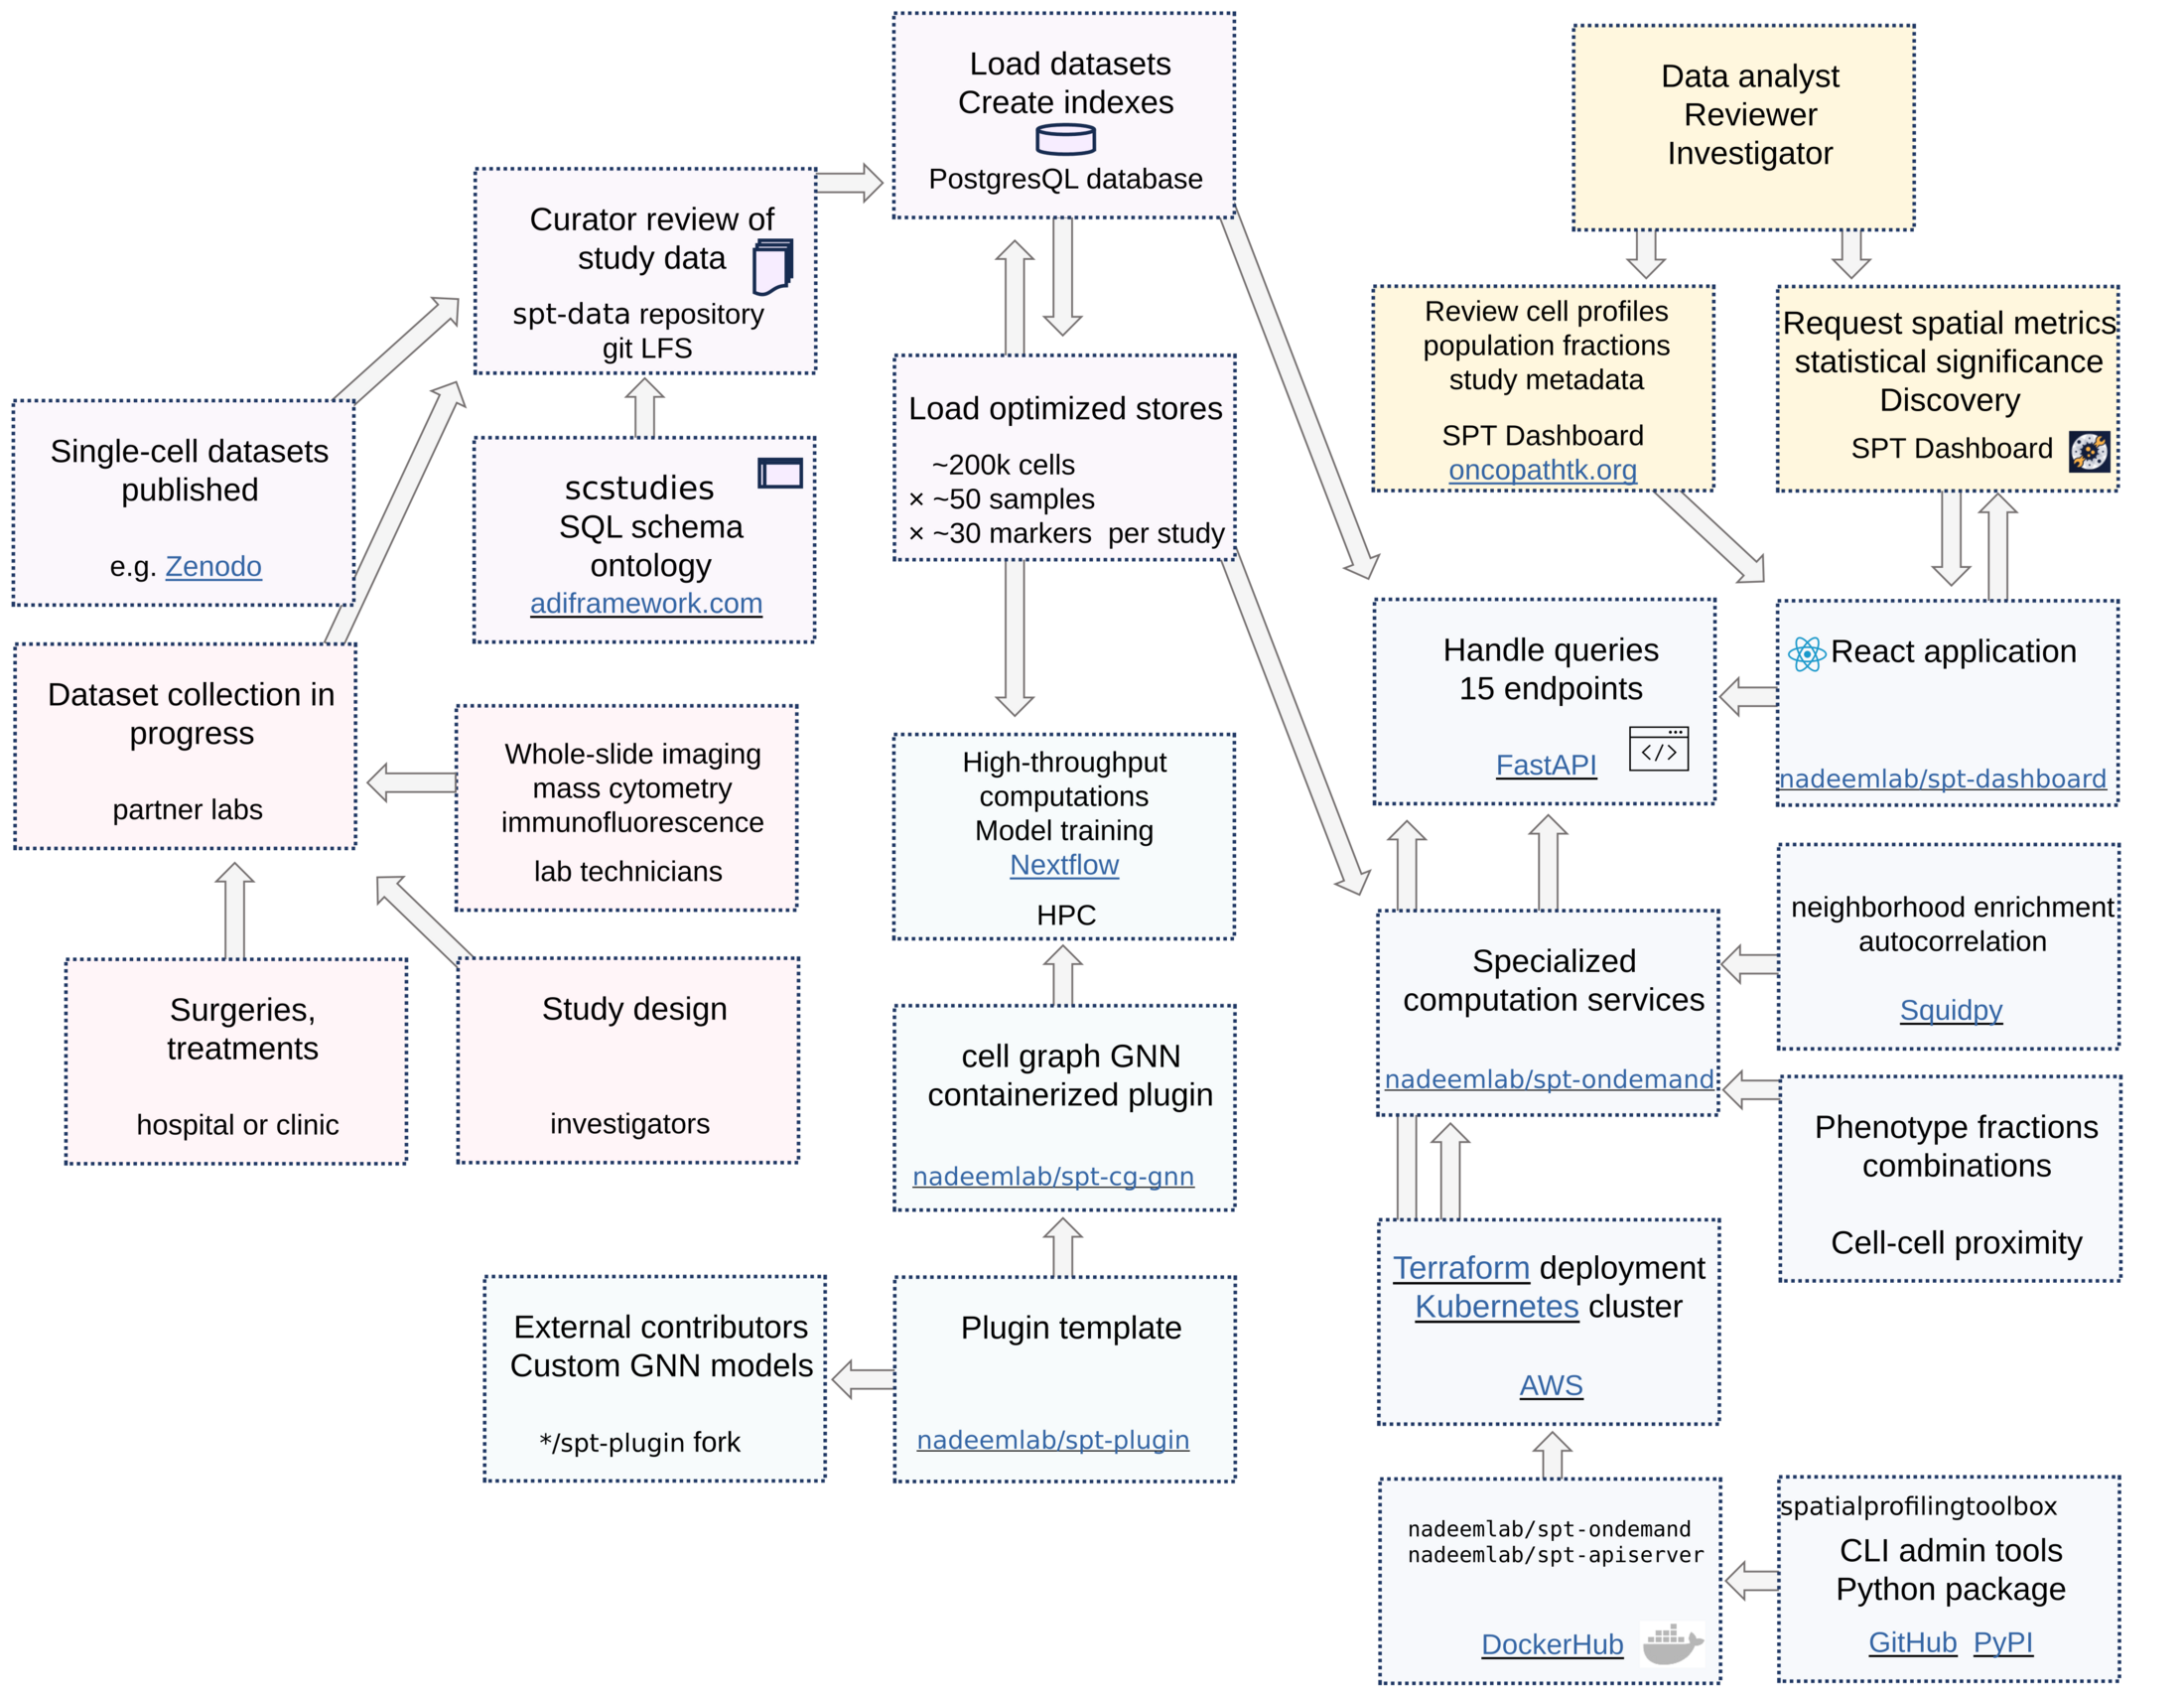 Load datasets
Create indexes
PostgresQL database
Data analyst
Reviewer
Investigator
Curator review of
study data
spt-data repository
git LFS
Review cell profiles
population fractions
study metadata
SPT Dashboard
oncopathtk.org
Request spatial metrics
statistical significance
Discovery
SPT Dashboard
Load optimized stores
~200k cells
× ~50 samples
× ~30 markers per study
Single-cell datasets
published
e.g. Zenodo
scstudies
SQL schema
ontology
adiframework.com
Handle queries
15 endpoints
FastAPI
React application
nadeemlab/spt-dashboard
Dataset collection in
progress
partner labs
Whole-slide imaging
mass cytometry
immunofluorescence
lab technicians
High-throughput
computations
Model training
Nextflow
HPC
Specialized
computation services
nadeemlab/spt-ondemand
neighborhood enrichment
autocorrelation
Squidpy
Surgeries,
treatments
hospital or clinic
Study design
investigators
cell graph GNN
containerized plugin
nadeemlab/spt-cg-gnn
Phenotype fractions
combinations
Cell-cell proximity
Terraform deployment
Kubernetes cluster
AWS
External contributors
Custom GNN models
*/spt-plugin fork
Plugin template
nadeemlab/spt-plugin
nadeemlab/spt-ondemand
nadeemlab/spt-apiserver
DockerHub
spatialprofilingtoolbox
CLI admin tools
Python package
GitHub PyPI